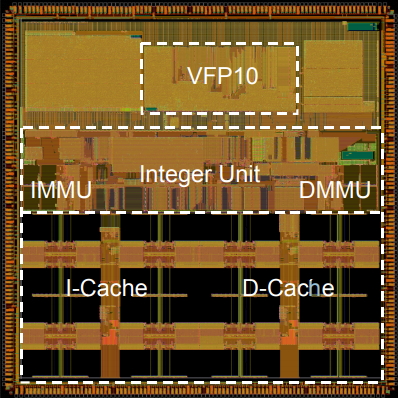 VFP10
Integer Unit
IMMU
DMMU
I-Cache
D-Cache